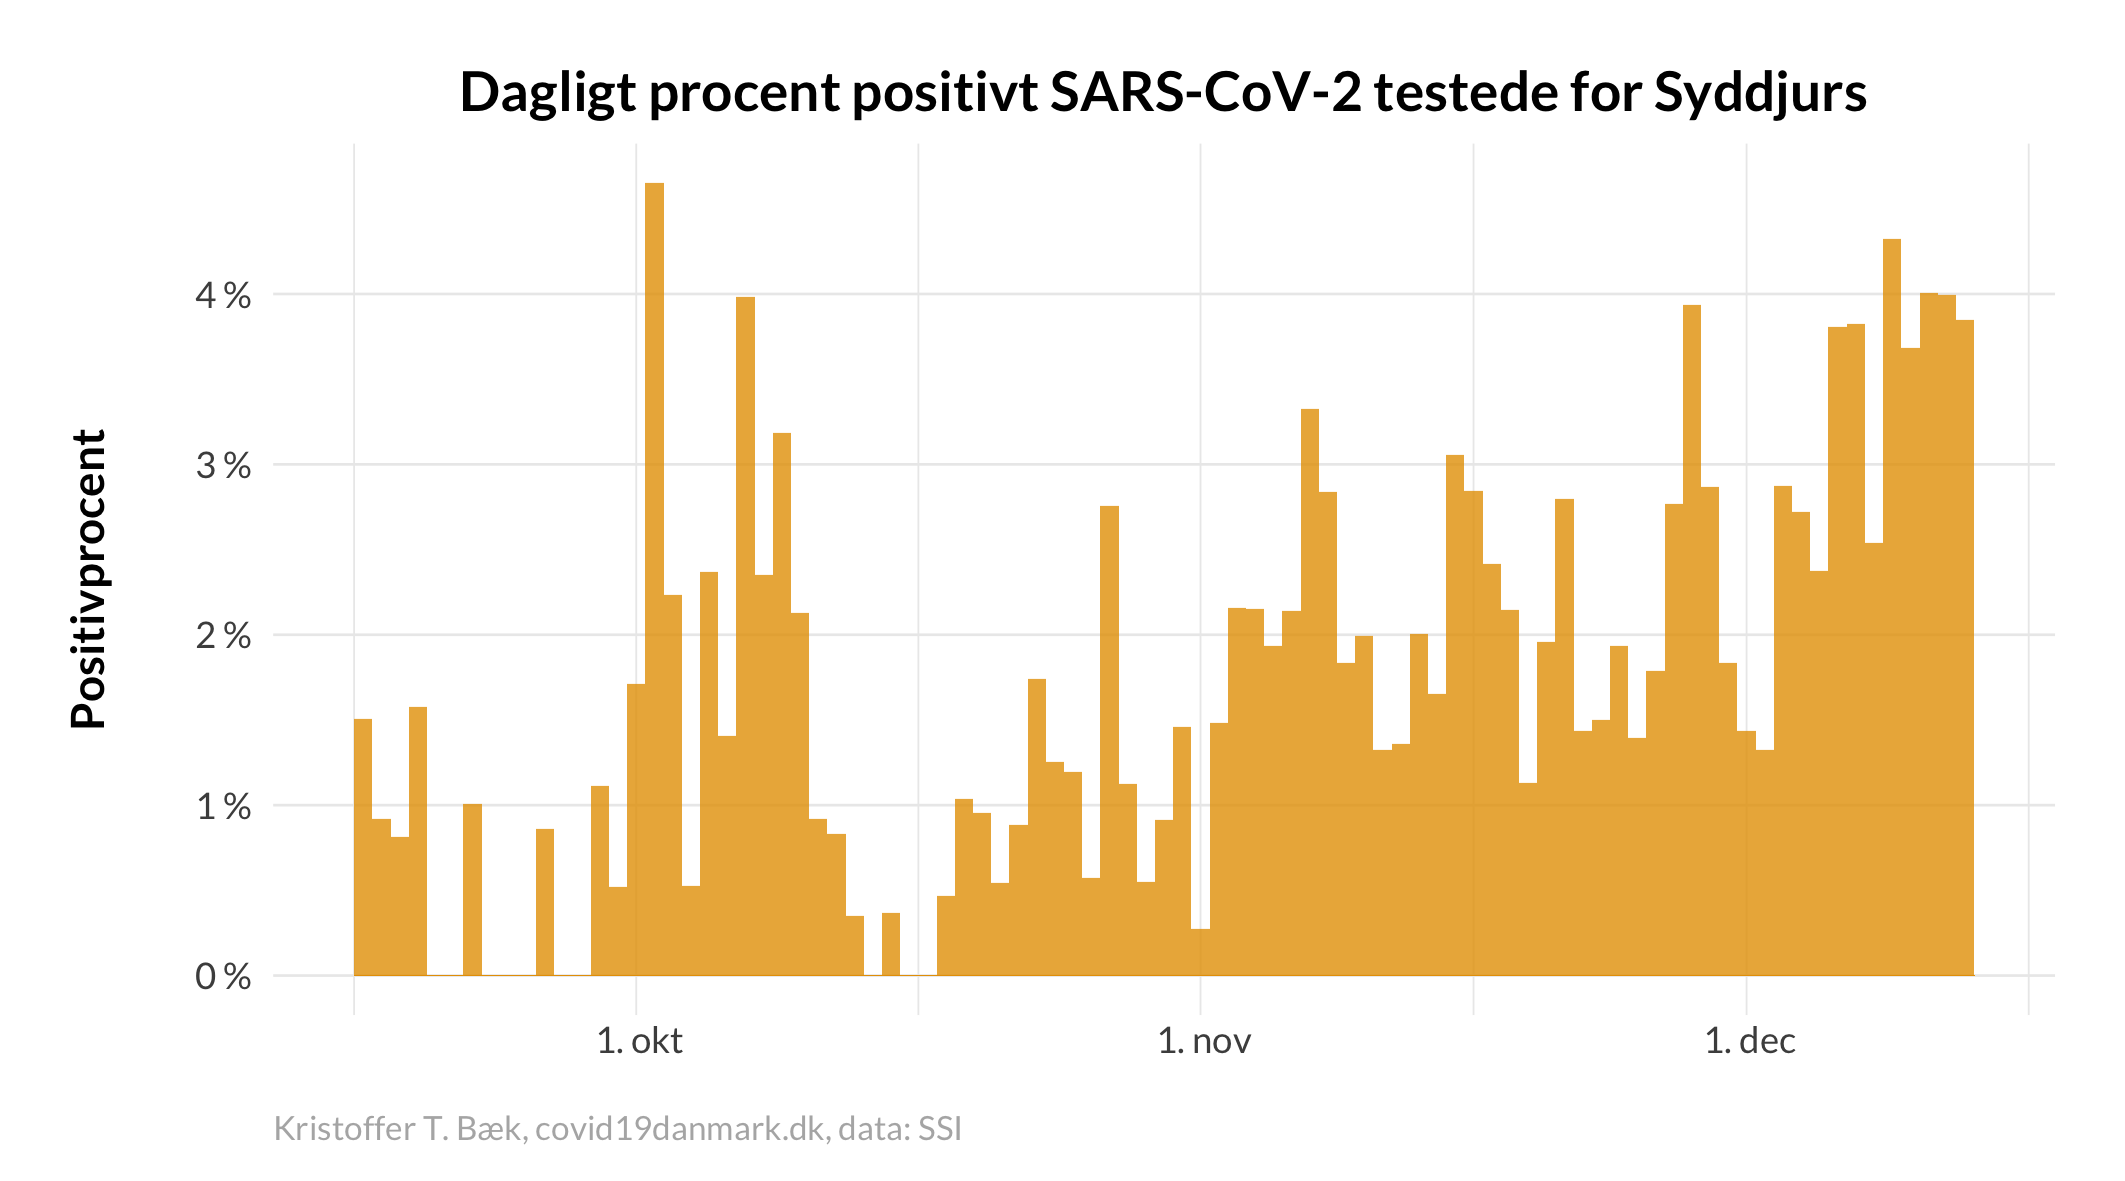 Dagligt procent positivt SARS-CoV-2 testede for Syddjurs
Positivprocent
4 %
3 %
2 %
1 %
0 %
1. okt
1. nov
1. dec
Kristoffer T. Bæk, covid19danmark.dk, data: SSI